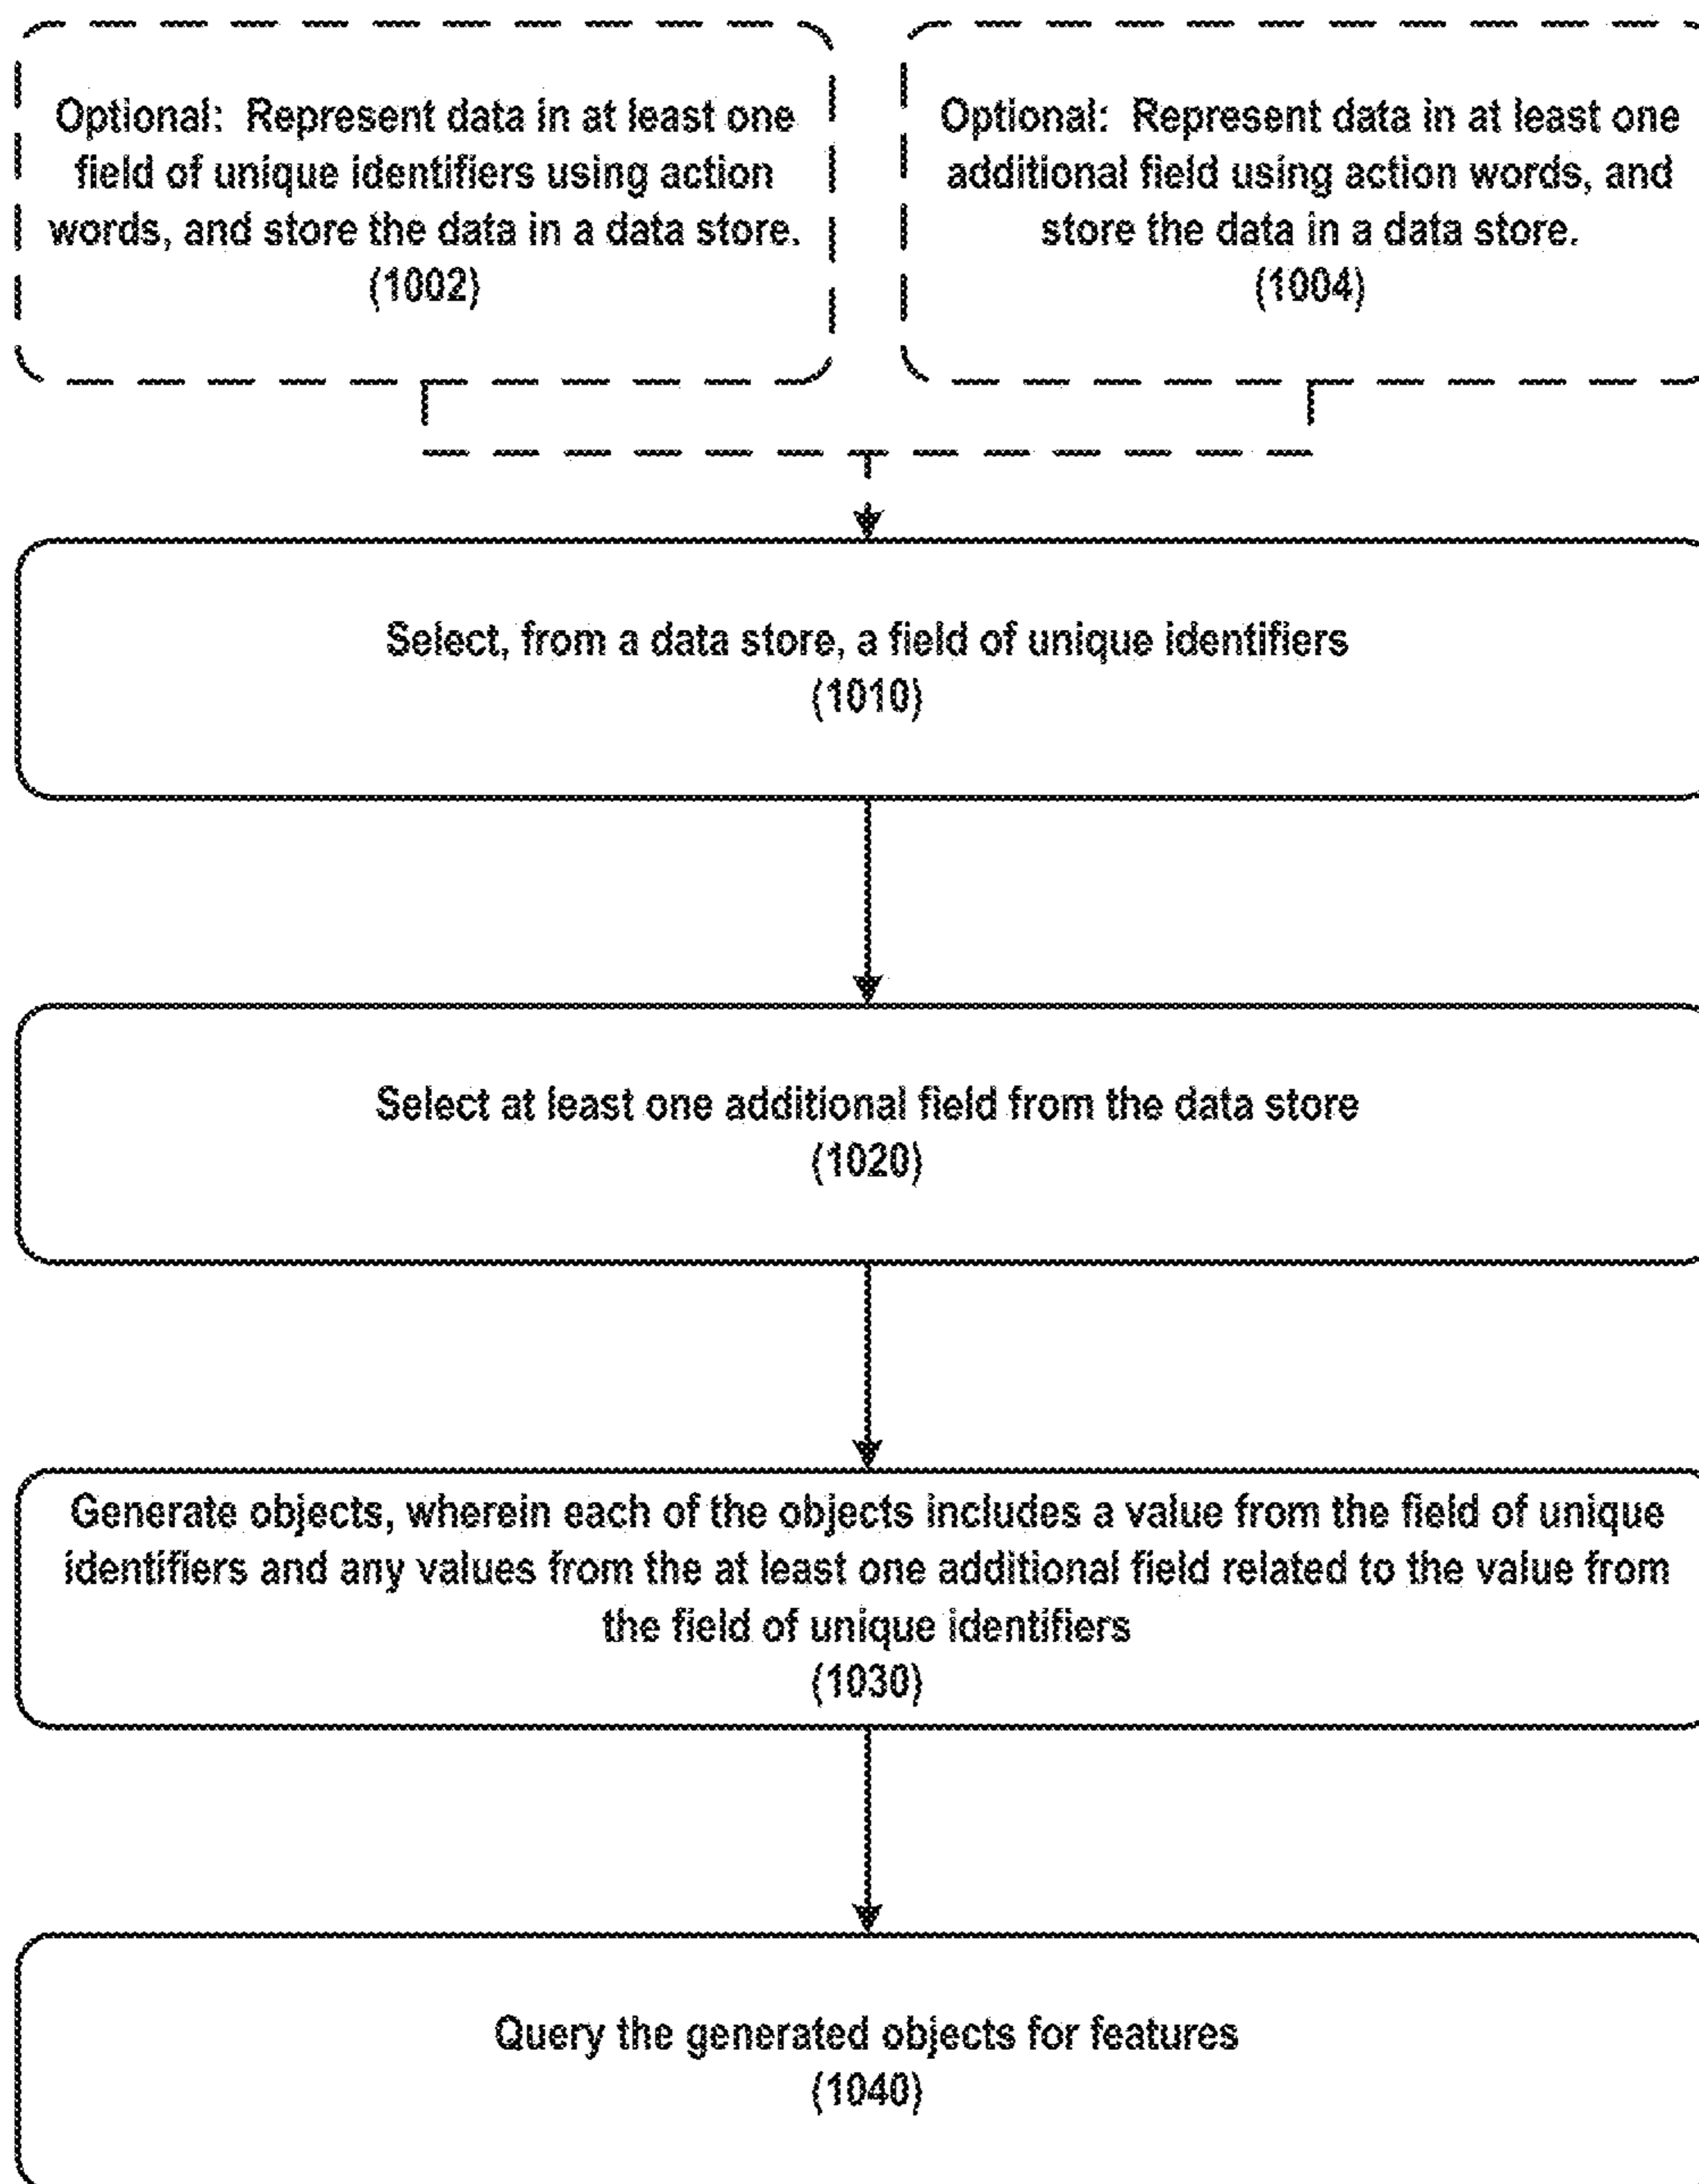 Optional: Represent data in at least one
field of unique identifiers using action
words, and store the data in a data store.
(1002)
Optional: Represent data in at least one
additional field using action words, and
store the data in a data store.
(1004)
Select, from a data store, a field of unique identifiers
(1010)
Select at least one additional field from the data store
(1020)
Generate objects, wherein each of the objects includes a value from the field of unique
identifiers and any values from the at least one additional field related to the value from
the field of unique identifiers
(1030)
Query the generated objects for features
(1040)